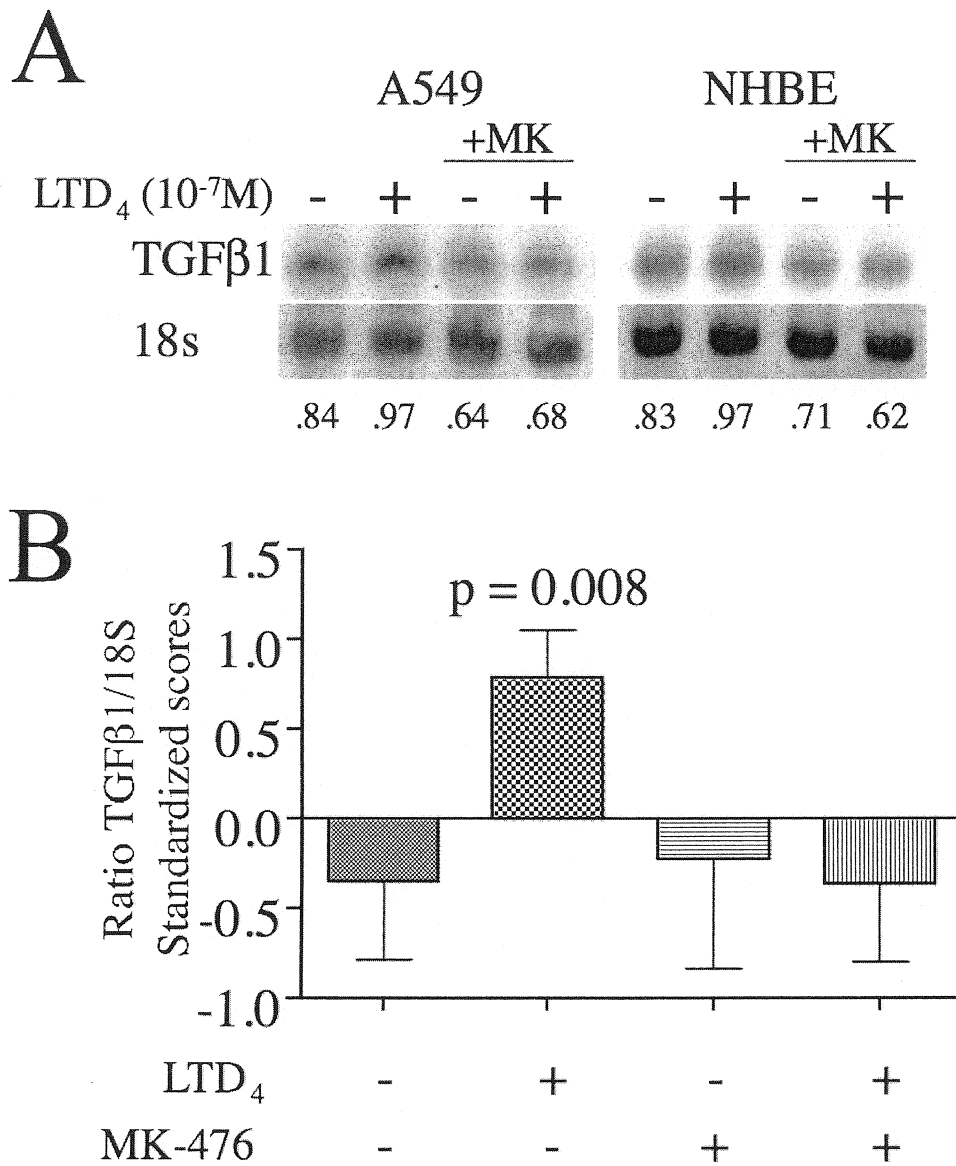 A
A549 NHBE
+MK +MK
LTD4 (10-7M) - + - + - + - +
TGFβ1
18s
.84 .97 .64 .68 .83 .97 .71 .62
B
Ratio TGFβ1/18S
Standardized scores
1.5
p = 0.008
1.0
0.5
0.0
-0.5
-1.0
LTD4 - + - +
MK-476 - - + +